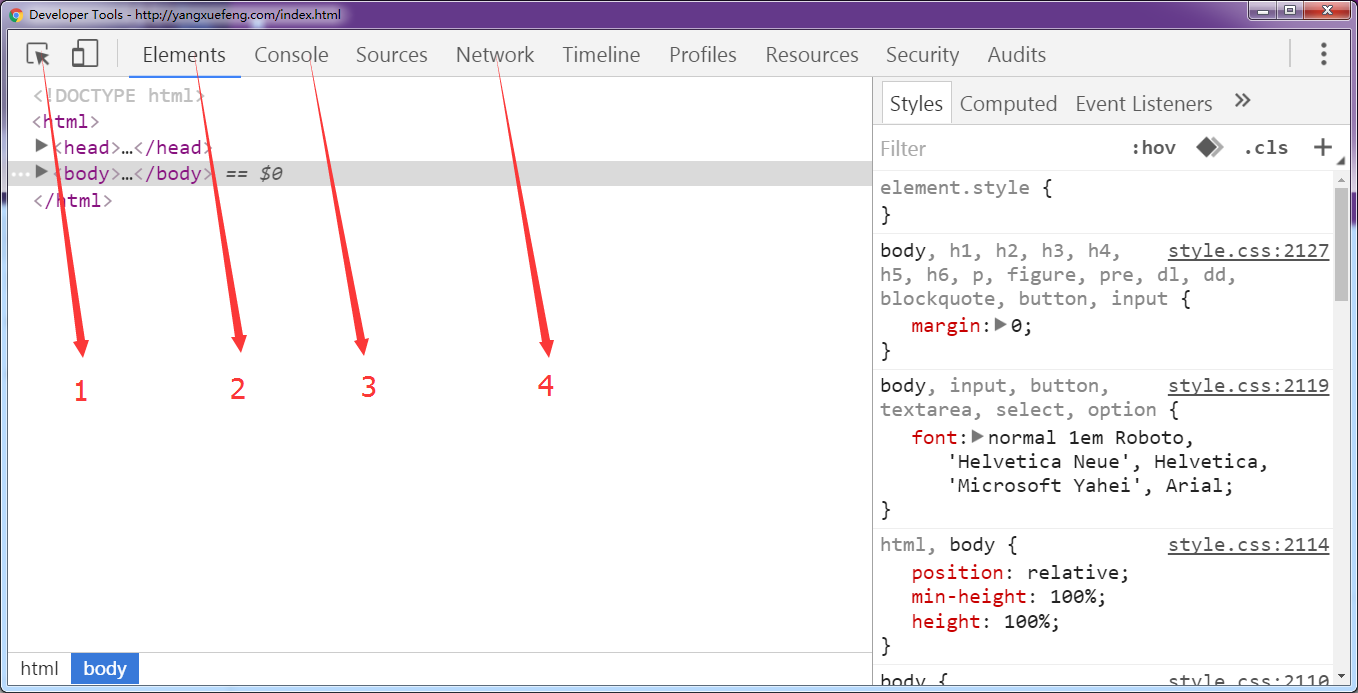 Developer Tools - http://yangxuefeng.com/index.html
Elements Console Sources Network Timeline Profiles Resources Security Audits
<!DOCTYPE html>
<html>
<head>…</head>
<body>…</body> == $0
</html>
1 2 3 4
html body
Styles Computed Event Listeners
Filter :hov .cls +
element.style {
}
body, h1, h2, h3, h4, style.css:2127
h5, h6, p, figure, pre, dl, dd,
blockquote, button, input {
margin: 0;
}
body, input, button, style.css:2119
textarea, select, option {
font: normal 1em Roboto,
'Helvetica Neue', Helvetica,
'Microsoft Yahei', Arial;
}
html, body { style.css:2114
position: relative;
min-height: 100%;
height: 100%;
}
body { style.css:2110